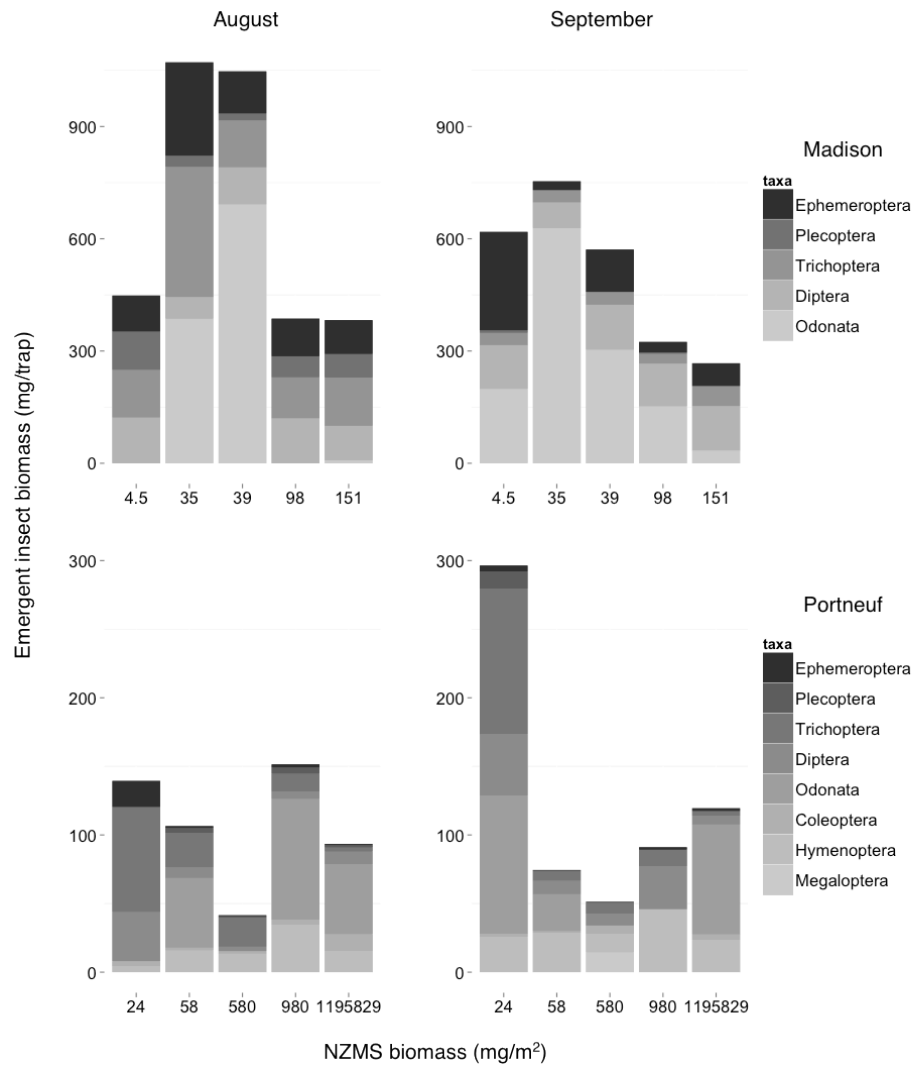 August
September
Emergent insect biomass (mg/trap)
900
600
300
0
4.5 35 39 98 151
900
600
300
0
4.5 35 39 98 151
Madison
taxa
Ephemeroptera
Plecoptera
Trichoptera
Diptera
Odonata
300
200
100
0
24 58 580 980 1195829
300
200
100
0
24 58 580 980 1195829
Portneuf
taxa
Ephemeroptera
Plecoptera
Trichoptera
Diptera
Odonata
Coleoptera
Hymenoptera
Megaloptera
NZMS biomass (mg/m²)